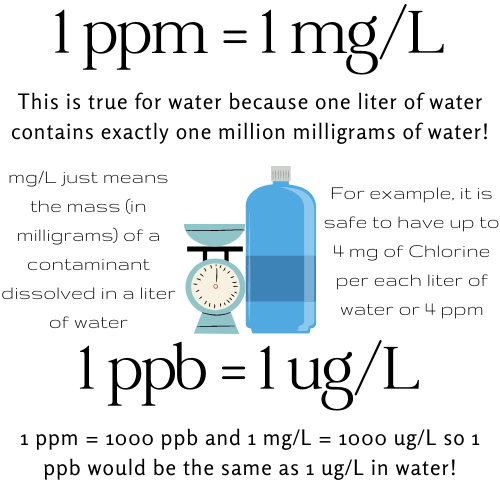 1 ppm = 1 mg/L
This is true for water because one liter of water
contains exactly one million milligrams of water!
mg/L just means
the mass (in
milligrams) of a
contaminant
dissolved in a liter
of water
For example, it is
safe to have up to
4 mg of Chlorine
per each liter of
water or 4 ppm
1 ppb = 1 ug/L
1 ppm = 1000 ppb and 1 mg/L = 1000 ug/L so 1
ppb would be the same as 1 ug/L in water!